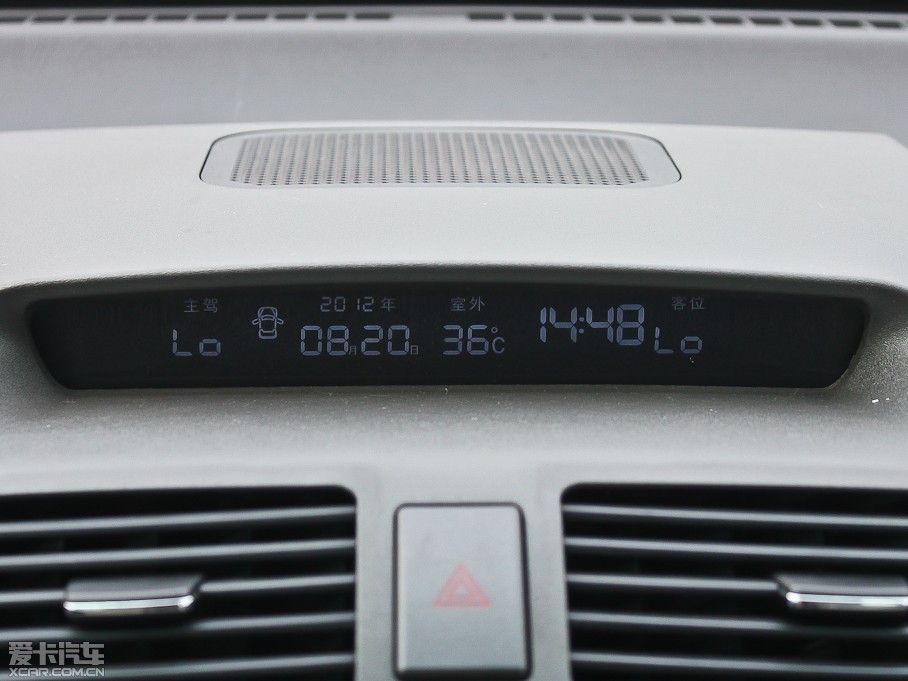 主驾 2012年 室外 客位
Lo 08月20日 36°C 14:48 Lo
爱卡汽车
XCAR.COM.CN